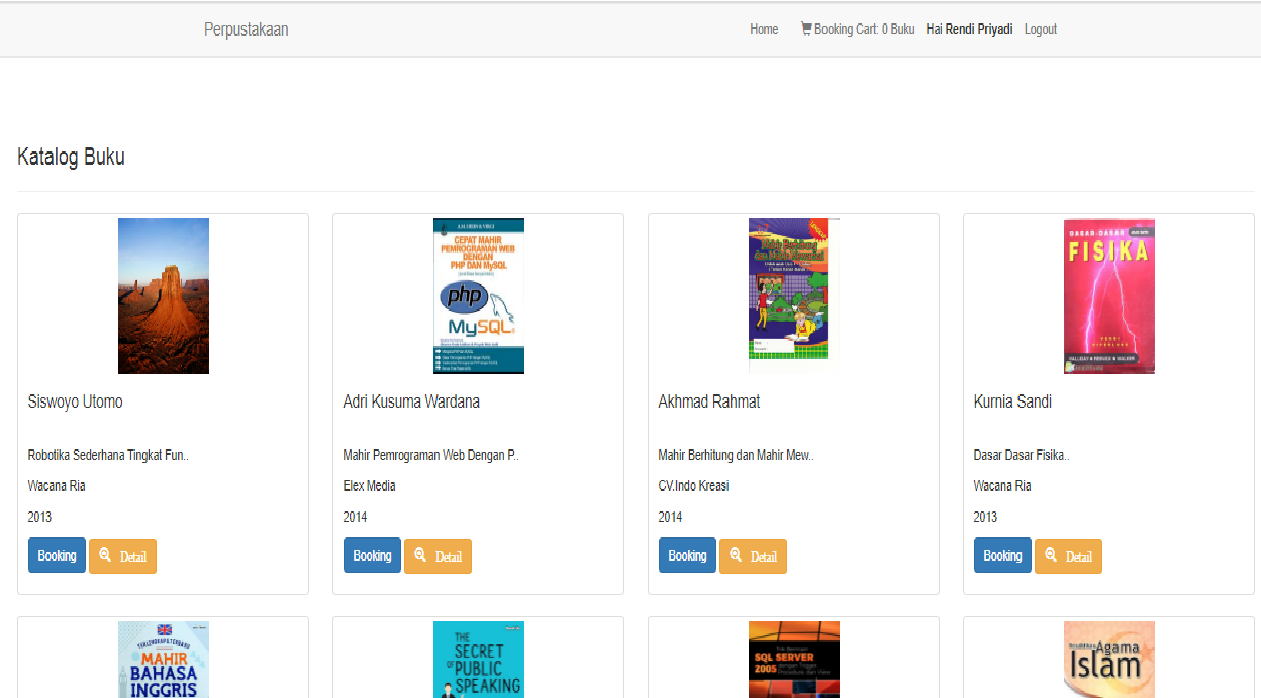 Perpustakaan
Home
Booking Cart: 0 Buku
Hai Rendi Priyadi
Logout
Katalog Buku
CEPAT MAHIR
PEMROGRAMAN WEB
DENGAN
PHP DAN MySQL
php
MySQL
DASAR-DASAR
FISIKA
Siswoyo Utomo
Adri Kusuma Wardana
Akhmad Rahmat
Kurnia Sandi
Robotika Sederhana Tingkat Fun..
Mahir Pemrograman Web Dengan P..
Mahir Berhitung dan Mahir Mew..
Dasar Dasar Fisika..
Wacana Ria
Elex Media
CV.Indo Kreasi
Wacana Ria
2013
2014
2014
2013
Booking
Detail
Booking
Detail
Booking
Detail
Booking
Detail
MAHIR
BAHASA
INGGRIS
THE
SECRET
OF PUBLIC
SPEAKING
SQL SERVER
2005
Agama
Islam